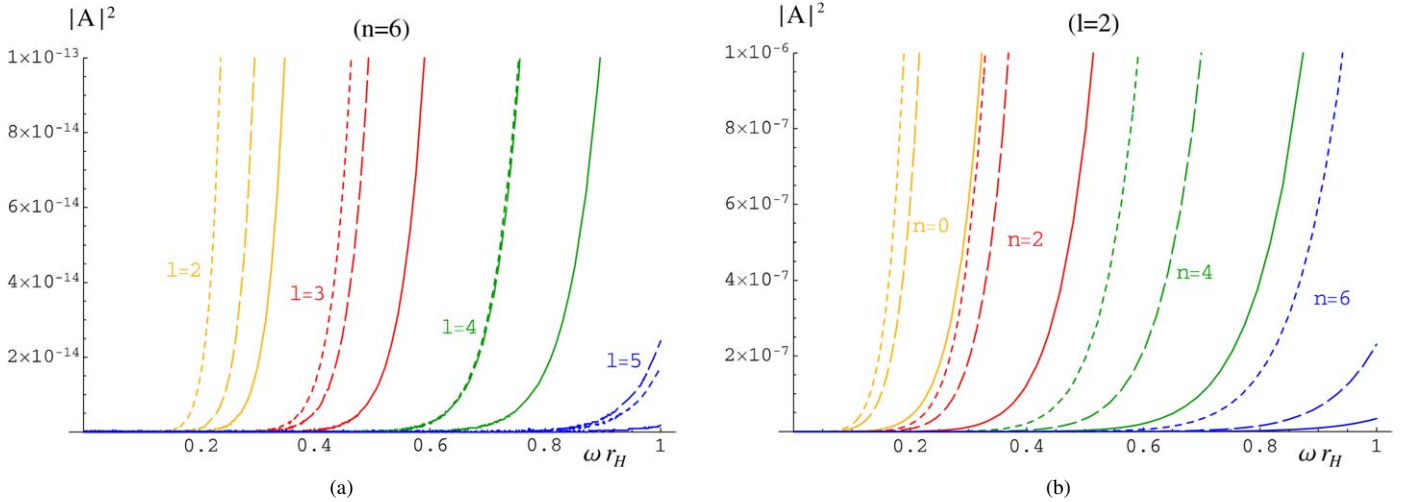 |A|²
(n=6)
1×10⁻¹³
8×10⁻¹⁴
6×10⁻¹⁴
4×10⁻¹⁴
2×10⁻¹⁴
l=2
l=3
l=4
l=5
0.2 0.4 0.6 0.8 1
ω r_H
(a)
|A|²
(l=2)
1×10⁻⁶
8×10⁻⁷
6×10⁻⁷
4×10⁻⁷
2×10⁻⁷
n=0
n=2
n=4
n=6
0.2 0.4 0.6 0.8 1
ω r_H
(b)